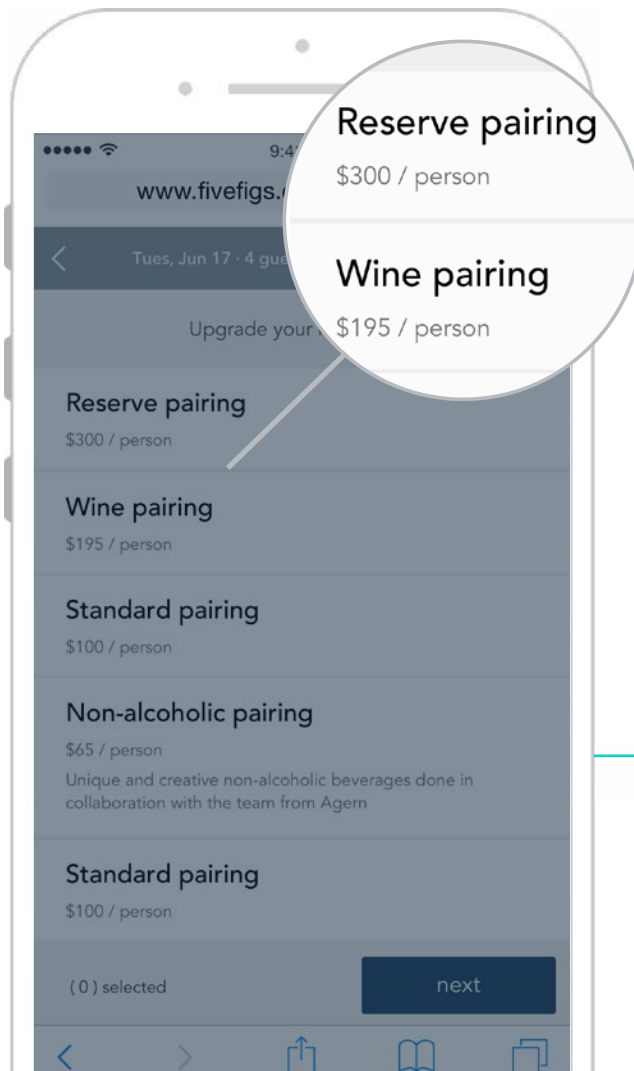 9:4
www.fivefigs.
Tues, Jun 17 · 4 gue
Upgrade your
Reserve pairing
$300 / person
Wine pairing
$195 / person
Reserve pairing
$300 / person
Wine pairing
$195 / person
Standard pairing
$100 / person
Non-alcoholic pairing
$65 / person
Unique and creative non-alcoholic beverages done in
collaboration with the team from Agern
Standard pairing
$100 / person
( 0 ) selected
next